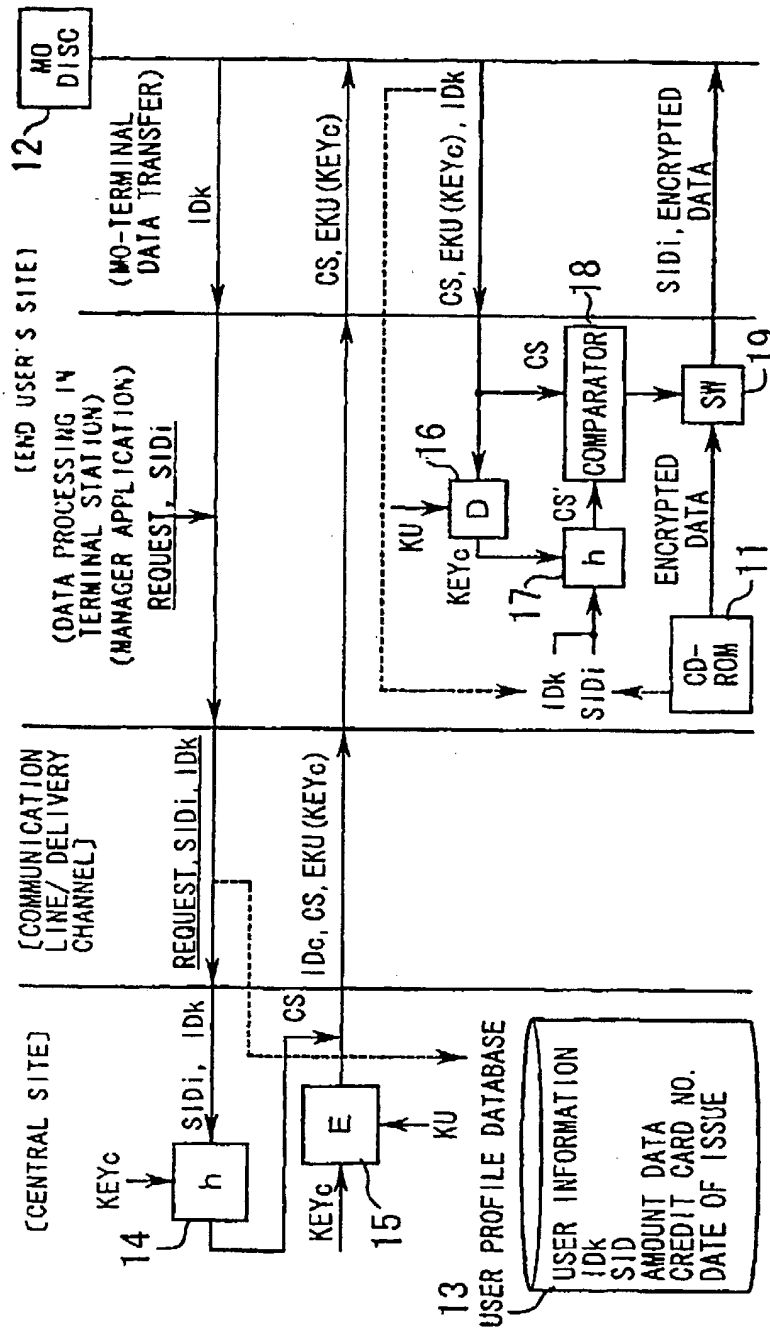 [CENTRAL SITE]
[COMMUNICATION
LINE/ DELIVERY
CHANNEL]
[END USER'S SITE]
(DATA PROCESSING IN
TERMINAL STATION)
(MANAGER APPLICATION)
(MO-TERMINAL
DATA TRANSFER)
12
MO
DISC
KEYc
14
h
SIDi, IDk
REQUEST, SIDi, IDk
REQUEST, SIDi
IDk
CS
KEYc
15
E
KU
IDc, CS, EKU(KEYc)
CS, EKU(KEYc)
CS, EKU(KEYc), IDk
KU
16
D
KEYc
17
h
CS'
CS
18
COMPARATOR
IDk
SIDi
11
CD-
ROM
ENCRYPTED
DATA
SW
19
SIDi, ENCRYPTED
DATA
13
USER PROFILE DATABASE
USER INFORMATION
IDk
SID
AMOUNT DATA
CREDIT CARD NO.
DATE OF ISSUE